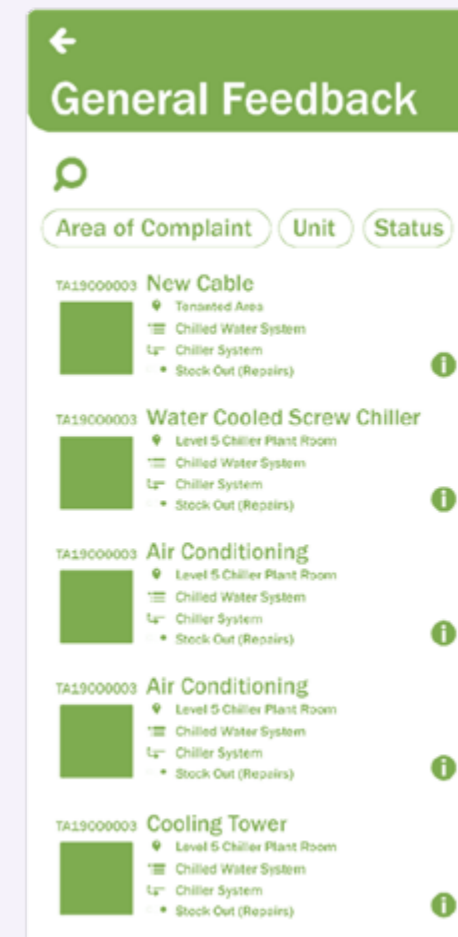 General Feedback
Area of Complaint Unit Status
TA19000003 New Cable
Tenanted Area
Chilled Water System
Chiller System
Stock Out (Repairs)
TA19000003 Water Cooled Screw Chiller
Level 5 Chiller Plant Room
Chilled Water System
Chiller System
Stock Out (Repairs)
TA19000003 Air Conditioning
Level 5 Chiller Plant Room
Chilled Water System
Chiller System
Stock Out (Repairs)
TA19000003 Air Conditioning
Level 5 Chiller Plant Room
Chilled Water System
Chiller System
Stock Out (Repairs)
TA19000003 Cooling Tower
Level 5 Chiller Plant Room
Chilled Water System
Chiller System
Stock Out (Repairs)